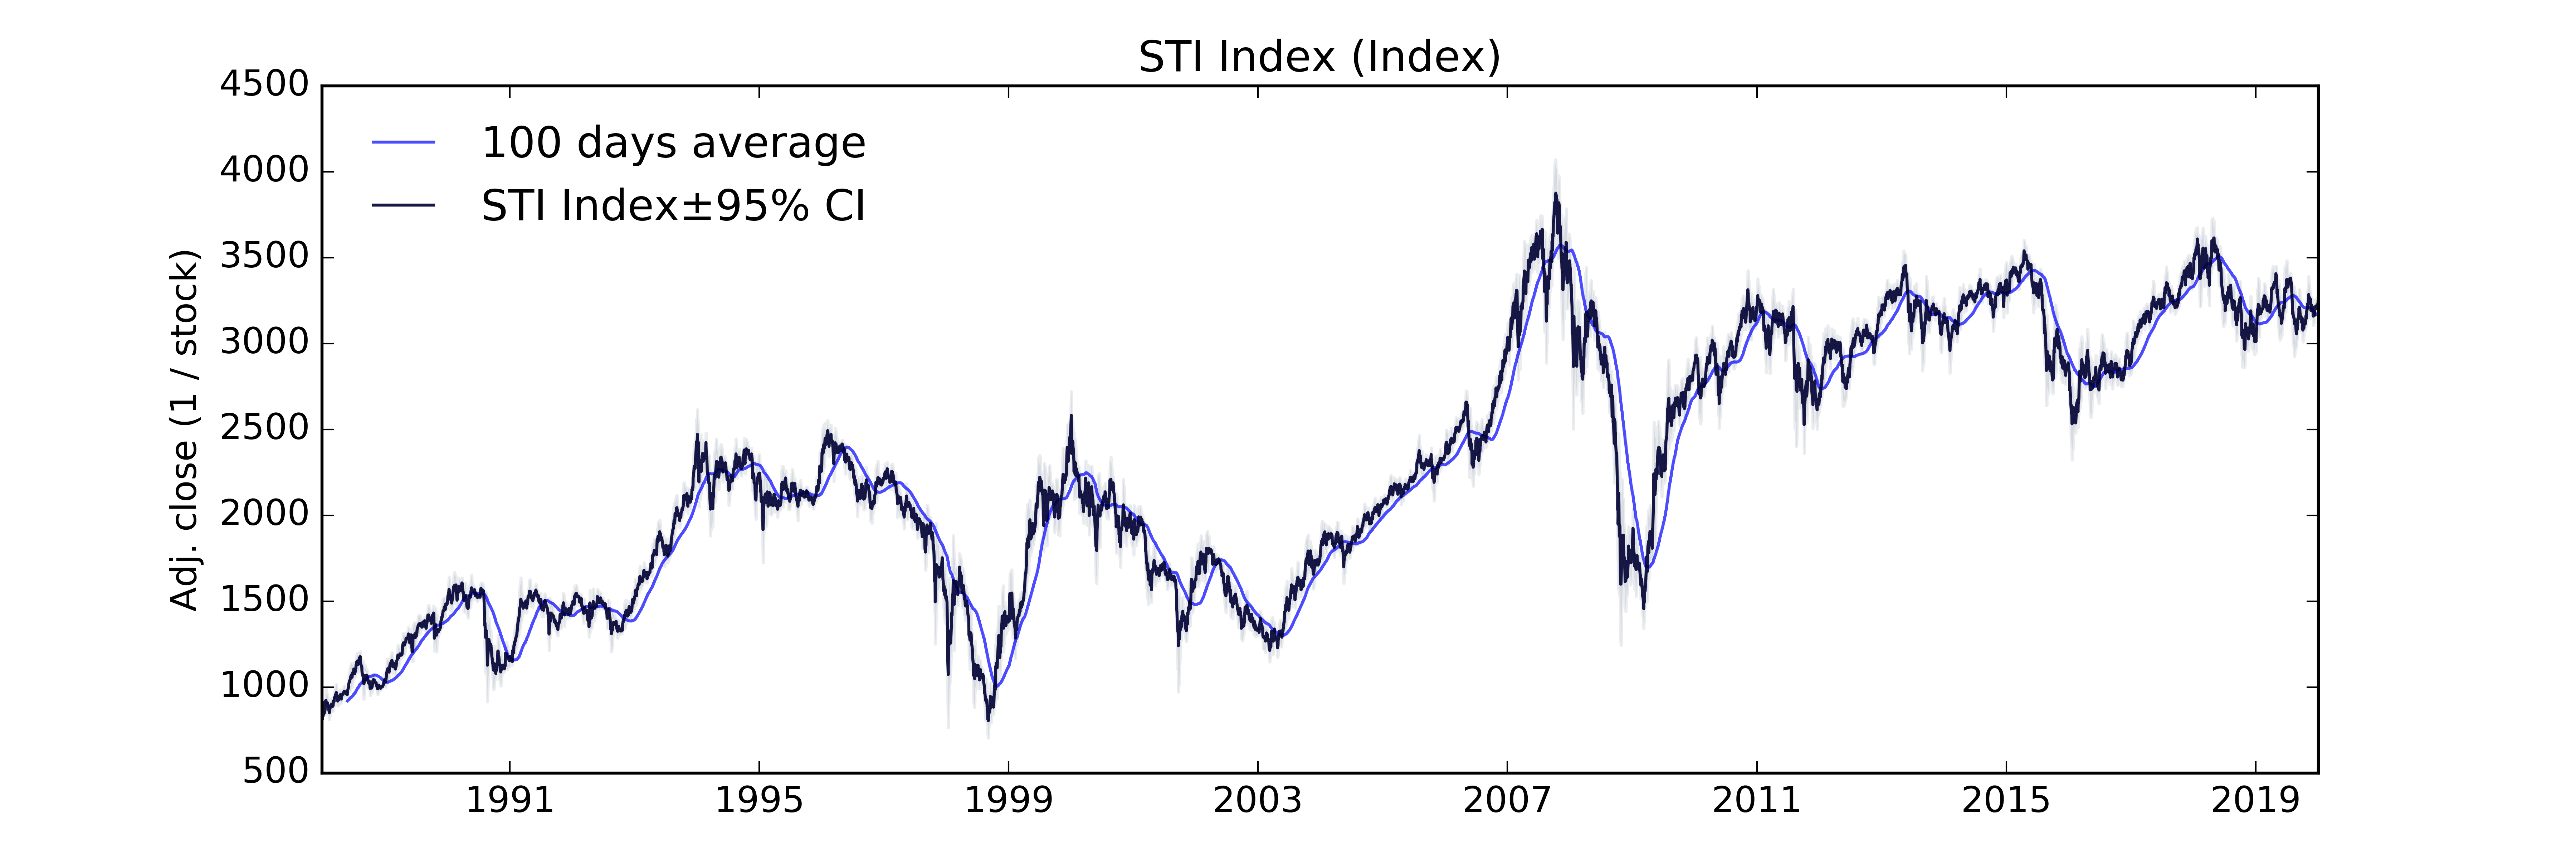 STI Index (Index)
4500
4000
3500
3000
2500
2000
1500
1000
500
Adj. close (1 / stock)
100 days average
STI Index±95% CI
1991 1995 1999 2003 2007 2011 2015 2019